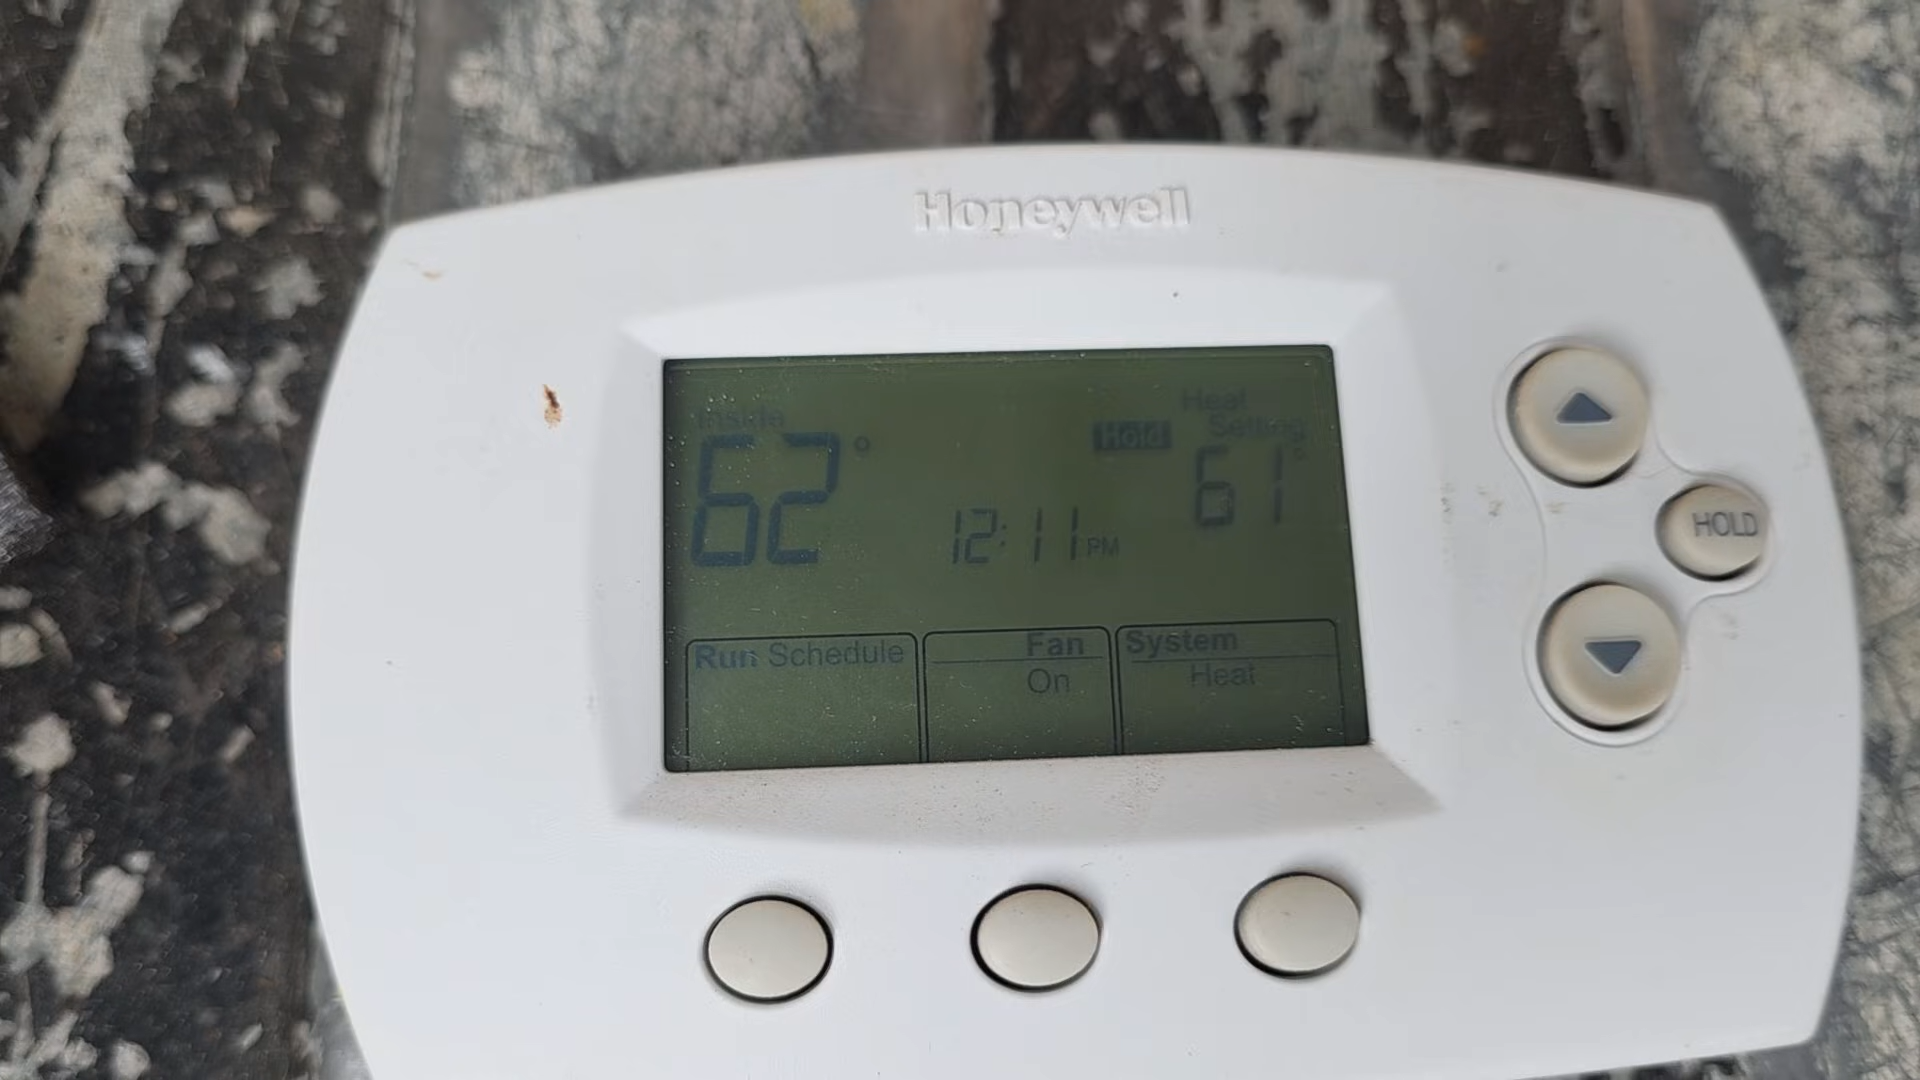 Honeywell
Inside
62°
Hold
Heat
Setting
61°
12:11 PM
HOLD
Run Schedule
Fan
On
System
Heat